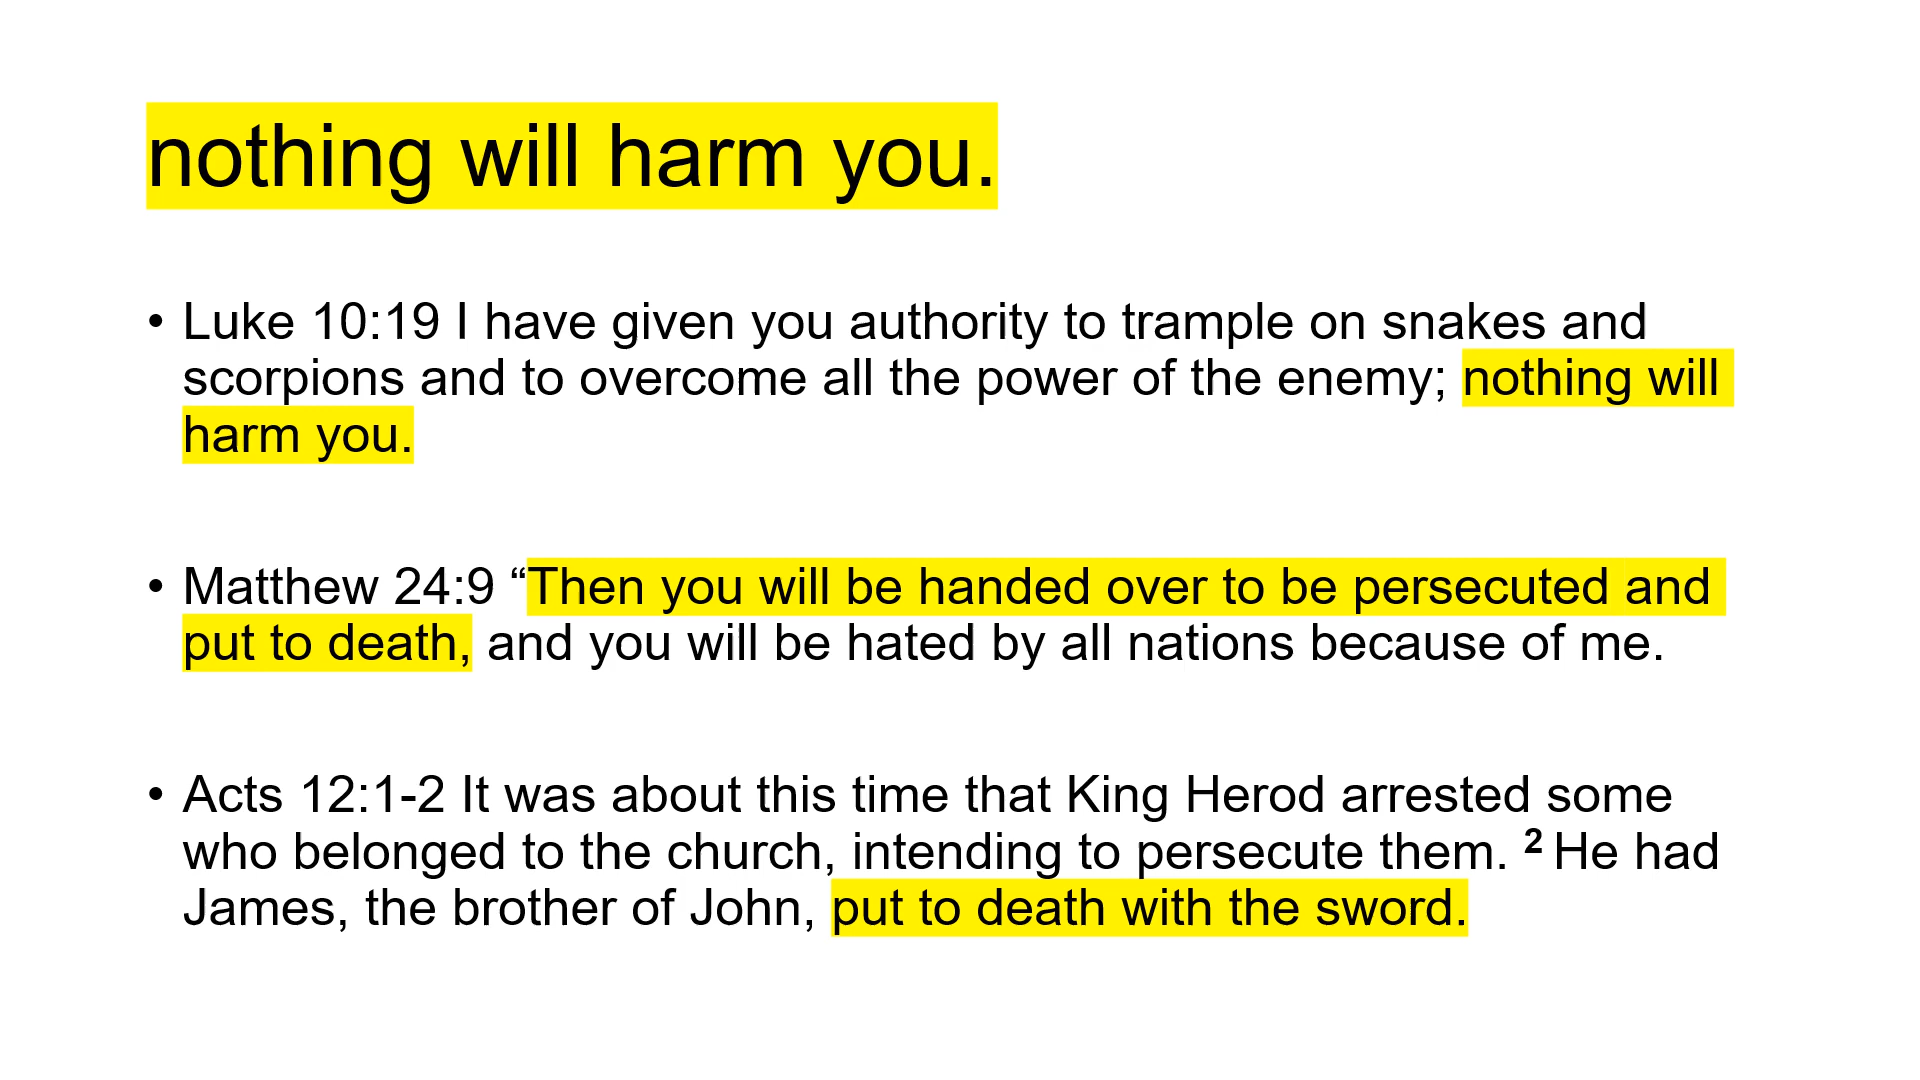 nothing will harm you.
• Luke 10:19 I have given you authority to trample on snakes and
scorpions and to overcome all the power of the enemy; nothing will
harm you.
• Matthew 24:9 “Then you will be handed over to be persecuted and
put to death, and you will be hated by all nations because of me.
• Acts 12:1-2 It was about this time that King Herod arrested some
who belonged to the church, intending to persecute them. ² He had
James, the brother of John, put to death with the sword.